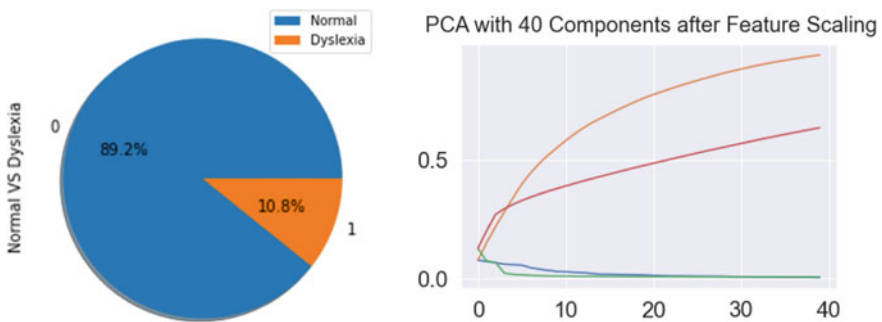 Normal
Dyslexia
Normal VS Dyslexia
0
89.2%
10.8%
1
PCA with 40 Components after Feature Scaling
0.5
0.0
0 10 20 30 40